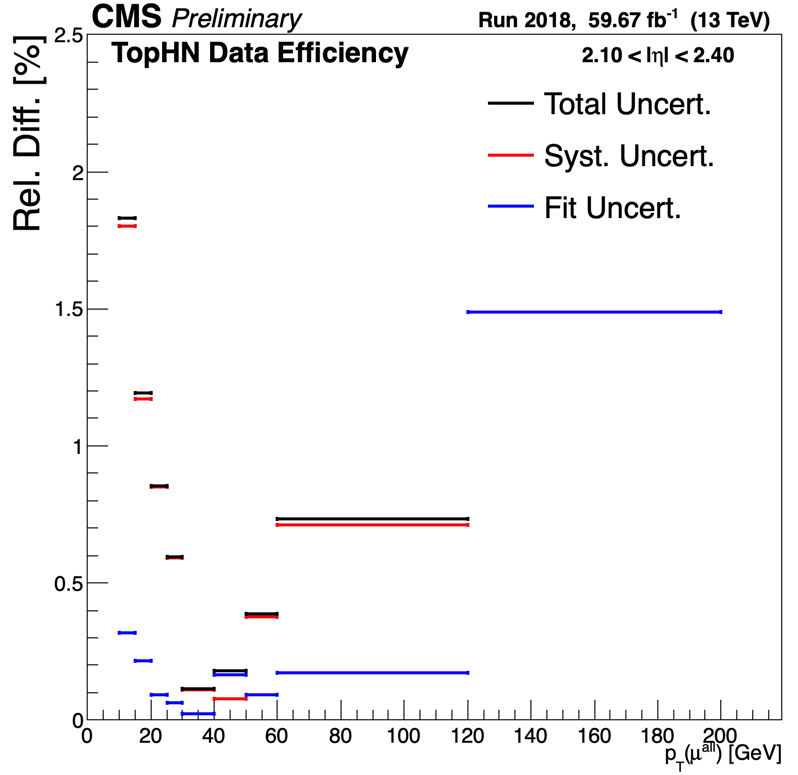 CMS Preliminary
Run 2018, 59.67 fb⁻¹ (13 TeV)
TopHN Data Efficiency
2.10 < |η| < 2.40
Total Uncert.
Syst. Uncert.
Fit Uncert.
Rel. Diff. [%]
2.5
2
1.5
1
0.5
0
0 20 40 60 80 100 120 140 160 180 200
p_T(μ^all) [GeV]